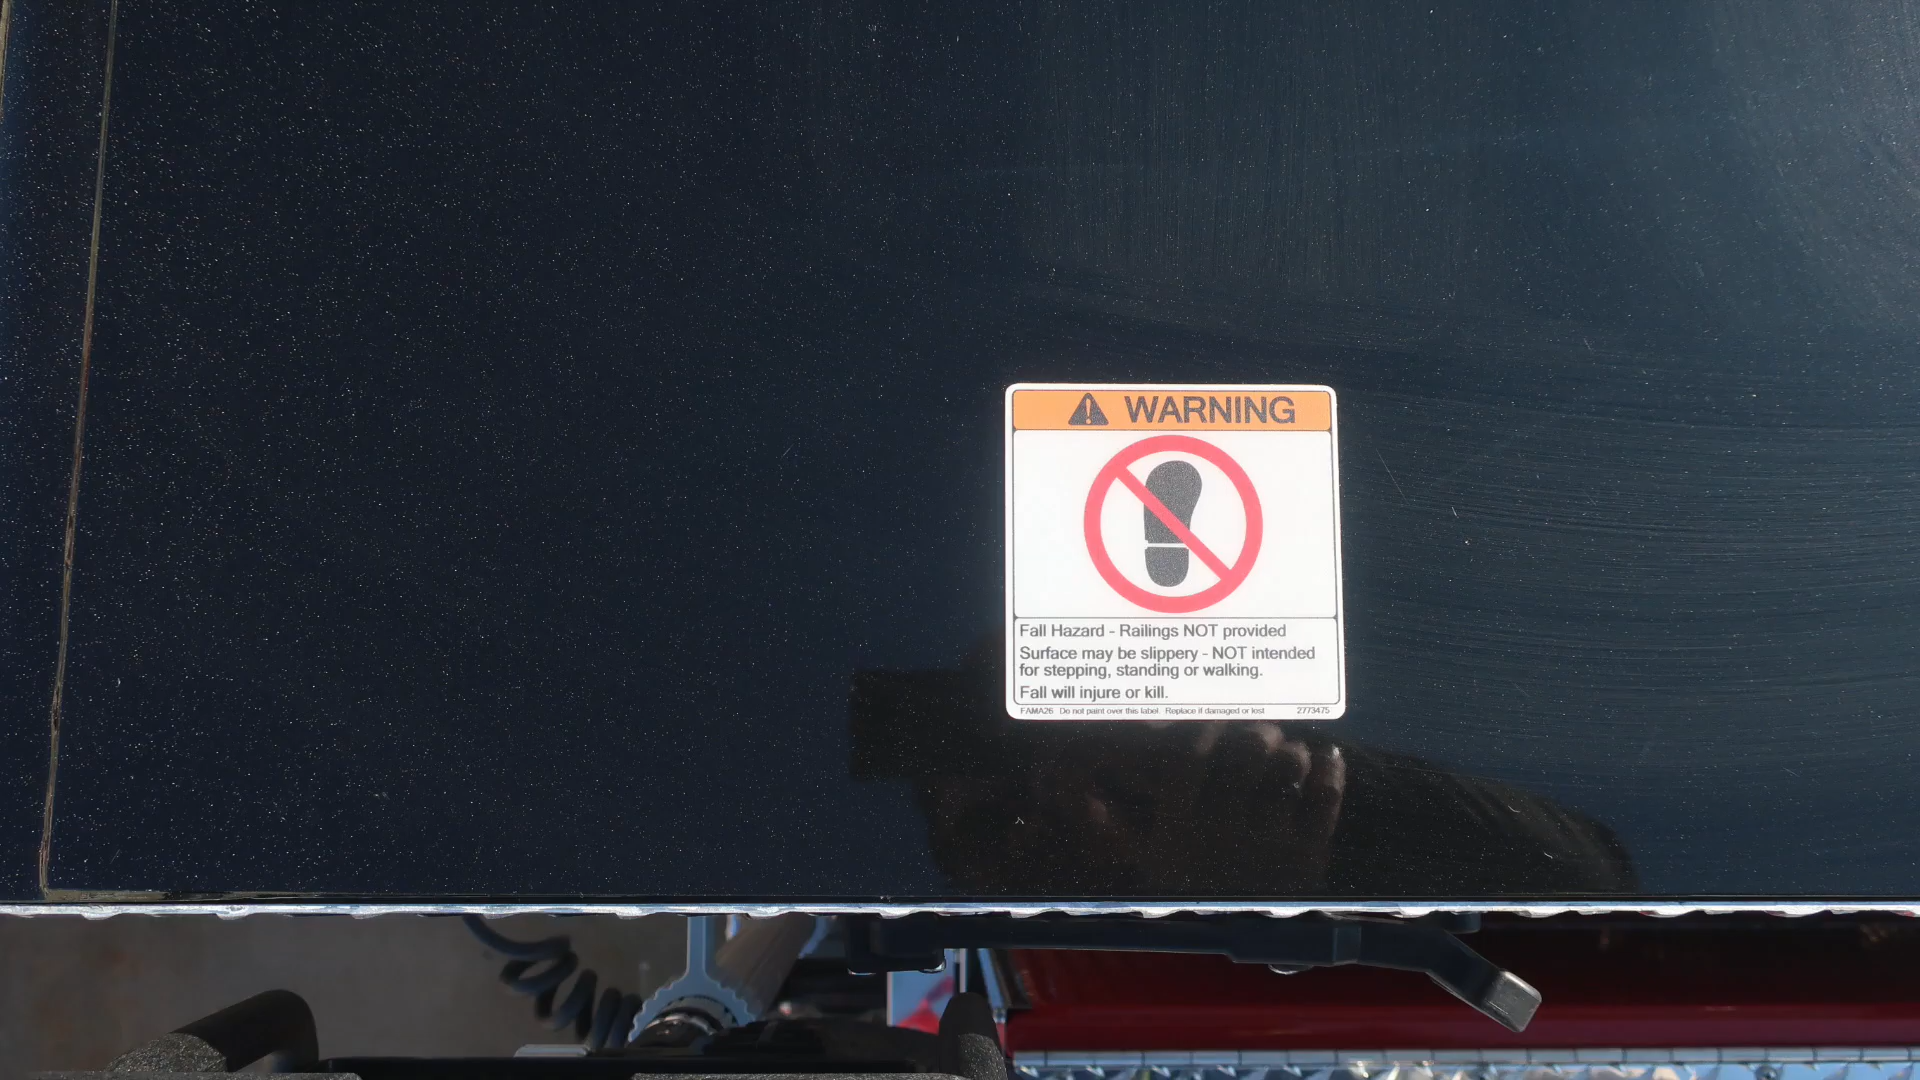 WARNING
Fall Hazard - Railings NOT provided
Surface may be slippery - NOT intended
for stepping, standing or walking.
Fall will injure or kill.
FAMA26 Do not paint over this label. Replace if damaged or lost 2773475